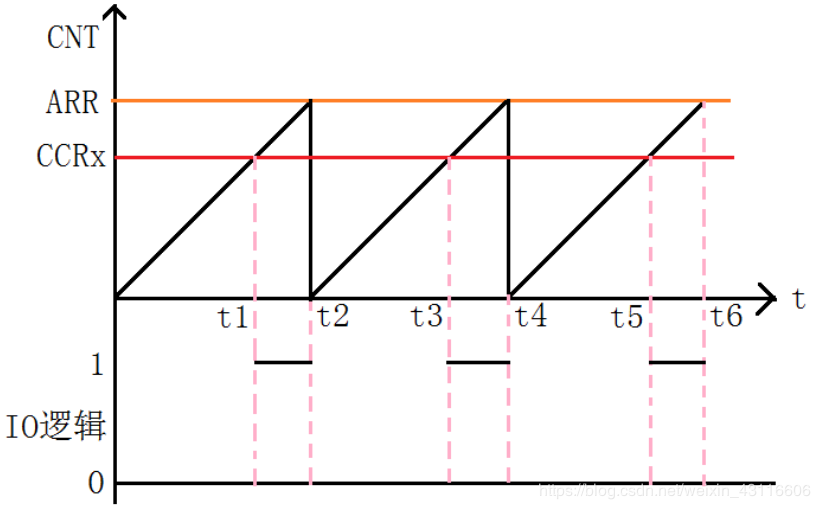 CNT
ARR
CCRx
t
t1 t2 t3 t4 t5 t6
1
IO逻辑
0
https://blog.csdn.net/weixin_43116606